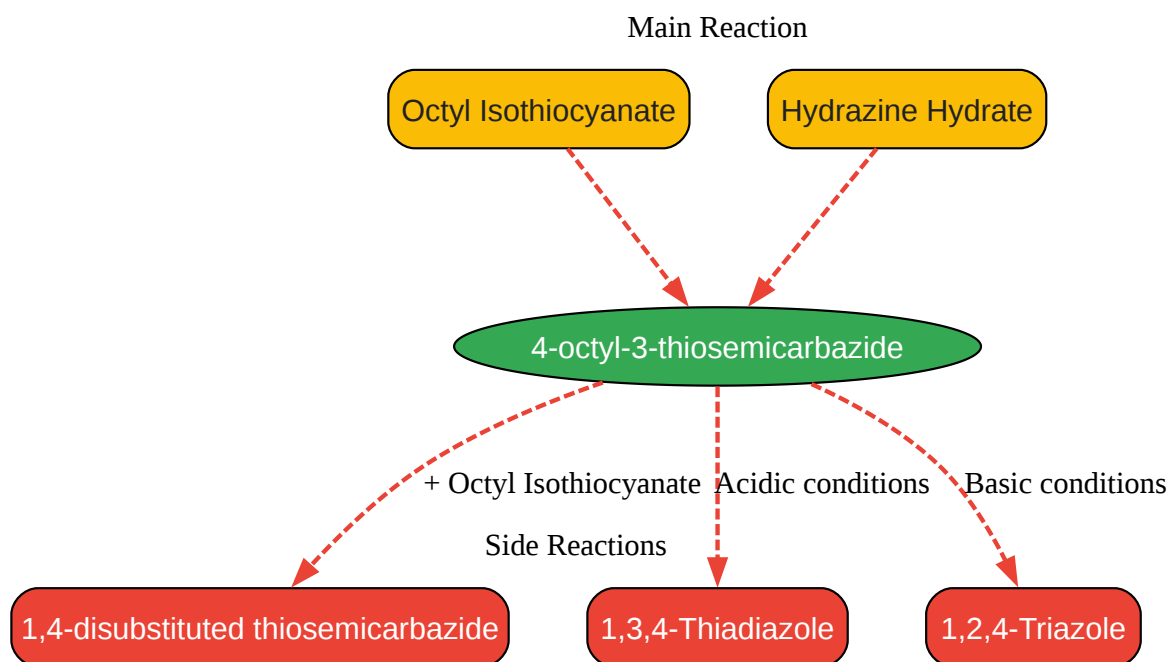 Main Reaction
Octyl Isothiocyanate
Hydrazine Hydrate
4-octyl-3-thiosemicarbazide
+ Octyl Isothiocyanate
Acidic conditions
Basic conditions
Side Reactions
1,4-disubstituted thiosemicarbazide
1,3,4-Thiadiazole
1,2,4-Triazole